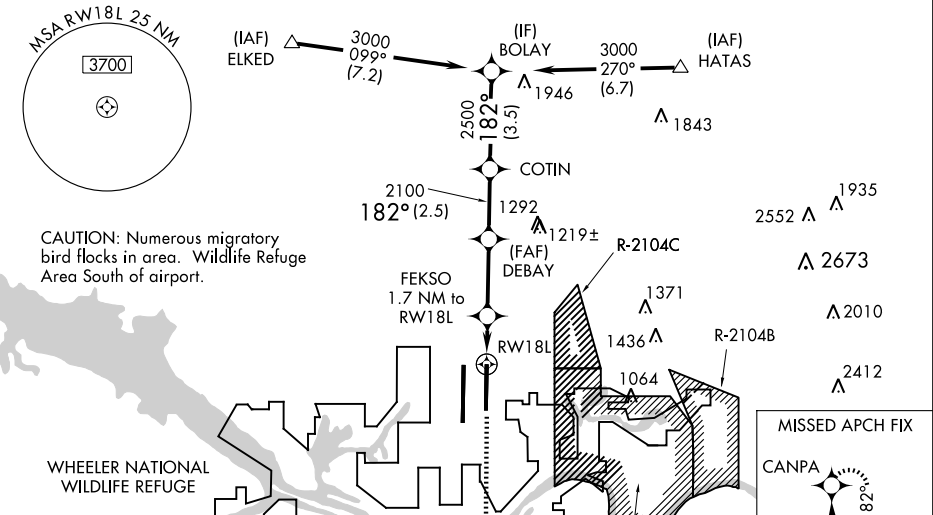 MSA RW18L 25 NM
3700
(IAF)
ELKED
3000
099°
(7.2)
(IF)
BOLAY
3000
270°
(6.7)
(IAF)
HATAS
1946
1843
2500
182°
(3.5)
COTIN
2100
182° (2.5)
1292
1219±
(FAF)
DEBAY
CAUTION: Numerous migratory
bird flocks in area. Wildlife Refuge
Area South of airport.
FEKSO
1.7 NM to
RW18L
RW18L
R-2104C
1935
2552
2673
1371
2010
1436
R-2104B
1064
2412
WHEELER NATIONAL
WILDLIFE REFUGE
MISSED APCH FIX
CANPA
82°